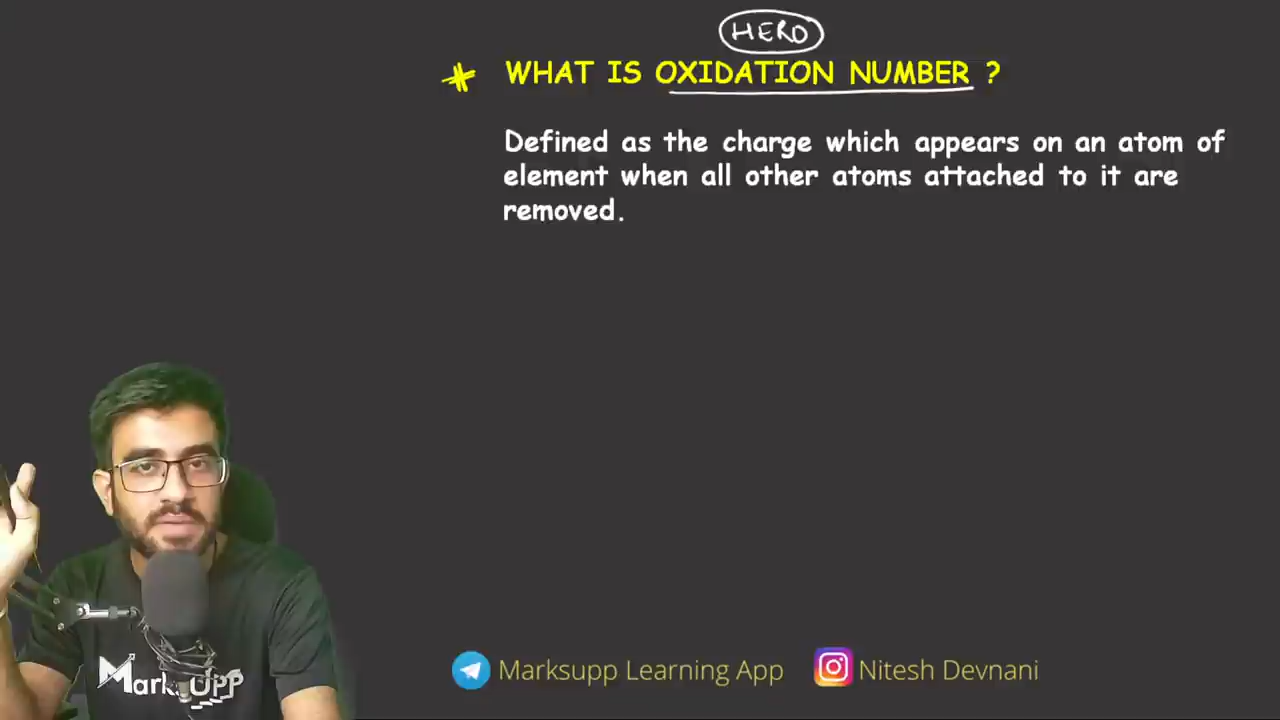 HERO
WHAT IS OXIDATION NUMBER ?
Defined as the charge which appears on an atom of
element when all other atoms attached to it are
removed.
MarksUPP
Marksupp Learning App
Nitesh Devnani